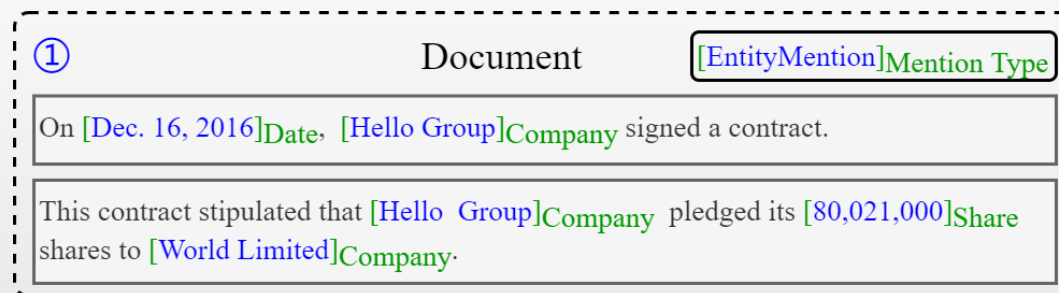 ① Document [EntityMention]Mention Type
On [Dec. 16, 2016]Date, [Hello Group]Company signed a contract.
This contract stipulated that [Hello Group]Company pledged its [80,021,000]Share
shares to [World Limited]Company.